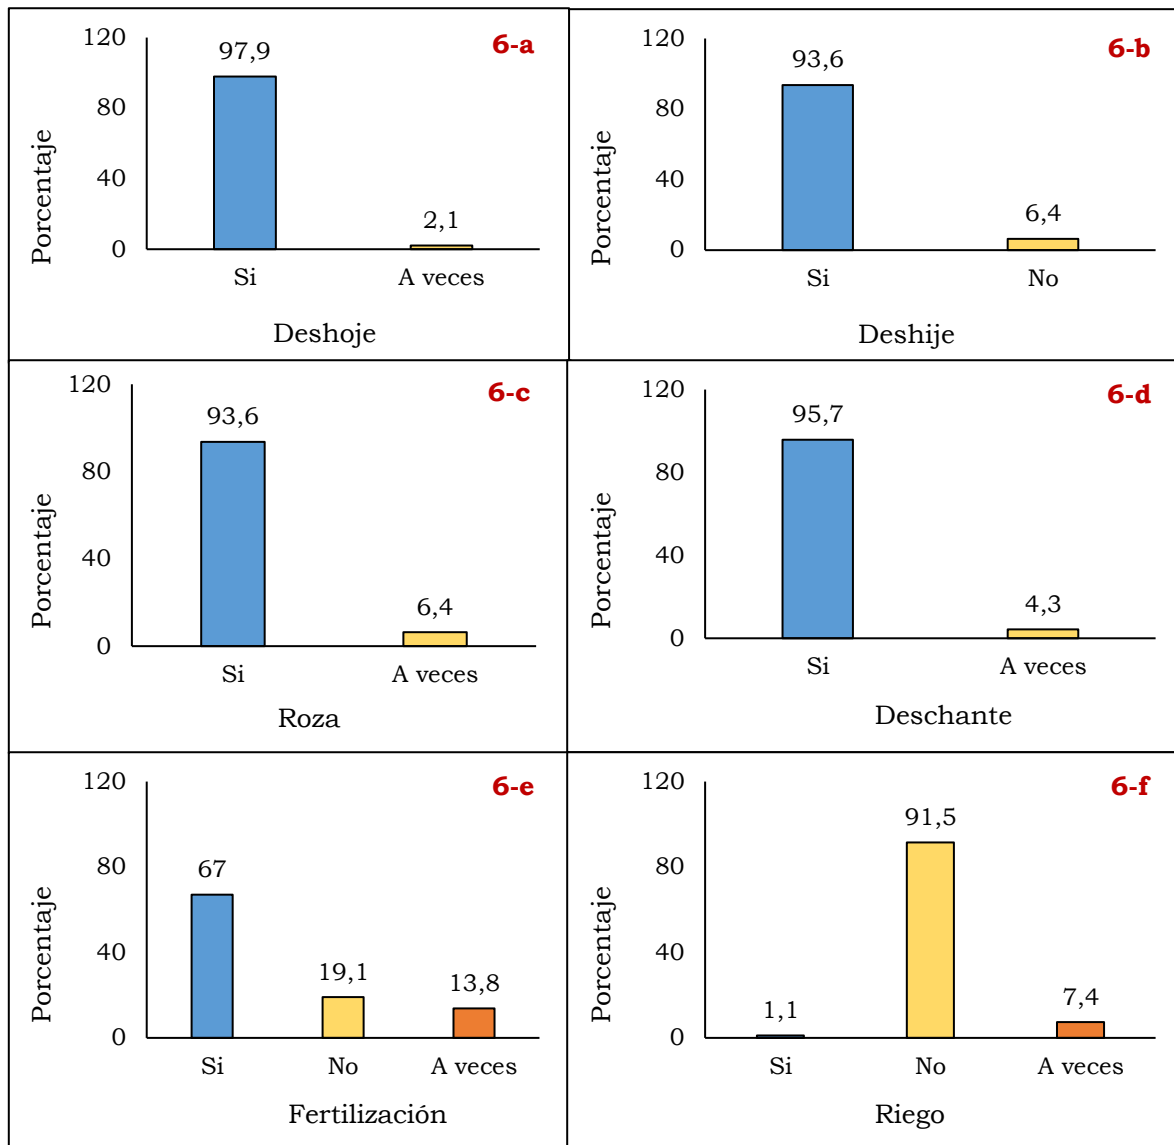 6-a
Porcentaje
120
80
40
0
97,9
2,1
Si
A veces
Deshoje
6-b
Porcentaje
120
80
40
0
93,6
6,4
Si
No
Deshije
6-c
Porcentaje
120
80
40
0
93,6
6,4
Si
A veces
Roza
6-d
Porcentaje
120
80
40
0
95,7
4,3
Si
A veces
Deschante
6-e
Porcentaje
120
80
40
0
67
19,1
13,8
Si
No
A veces
Fertilización
6-f
Porcentaje
120
80
40
0
1,1
91,5
7,4
Si
No
A veces
Riego